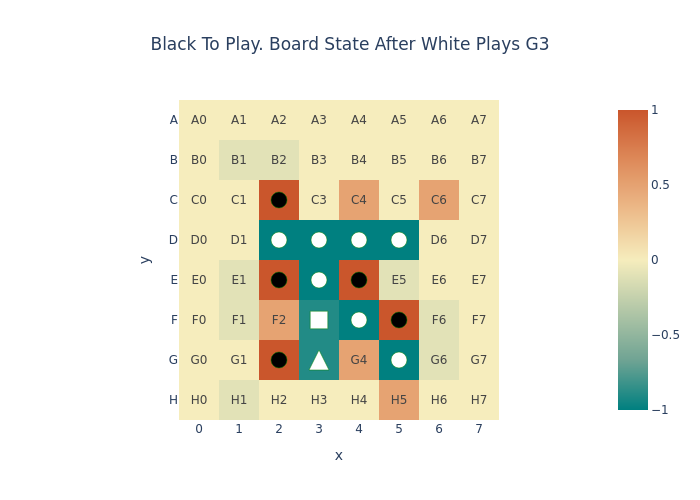 Black To Play. Board State After White Plays G3
A A0 A1 A2 A3 A4 A5 A6 A7
B B0 B1 B2 B3 B4 B5 B6 B7
C C0 C1 C3 C4 C5 C6 C7
D D0 D1 D6 D7
E E0 E1 E5 E6 E7
F F0 F1 F2 F6 F7
G G0 G1 G4 G6 G7
H H0 H1 H2 H3 H4 H5 H6 H7
0 1 2 3 4 5 6 7
x
y
1
0.5
0
−0.5
−1